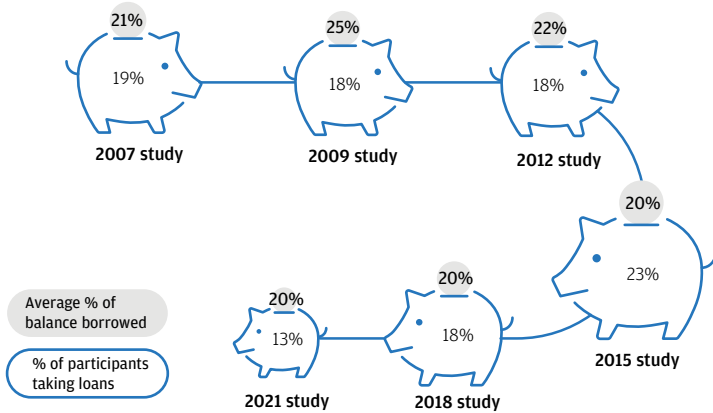 21%
19%
2007 study
25%
18%
2009 study
22%
18%
2012 study
20%
23%
2015 study
20%
18%
2018 study
20%
13%
2021 study
Average % of
balance borrowed
% of participants
taking loans